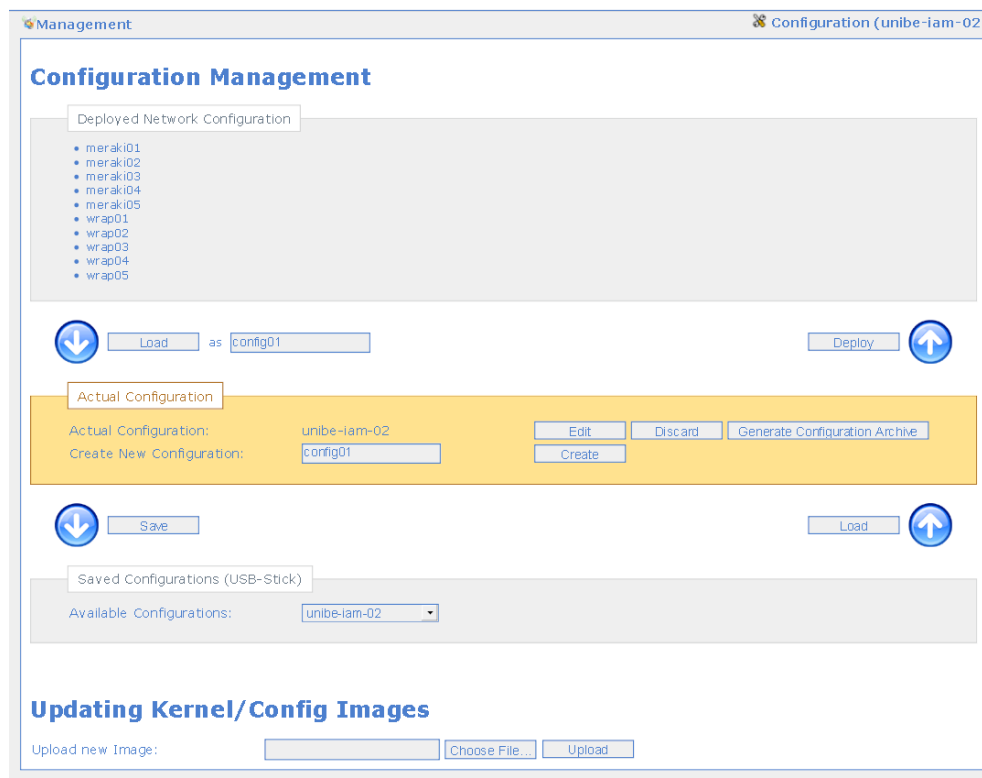 Management
Configuration (unibe-iam-02
Configuration Management
Deployed Network Configuration
meraki01
meraki02
meraki03
meraki04
meraki05
wrap01
wrap02
wrap03
wrap04
wrap05
Load as config01 Deploy
Actual Configuration
Actual Configuration: unibe-iam-02 Edit Discard Generate Configuration Archive
Create New Configuration: config01 Create
Save Load
Saved Configurations (USB-Stick)
Available Configurations: unibe-iam-02
Updating Kernel/Config Images
Upload new Image: Choose File... Upload